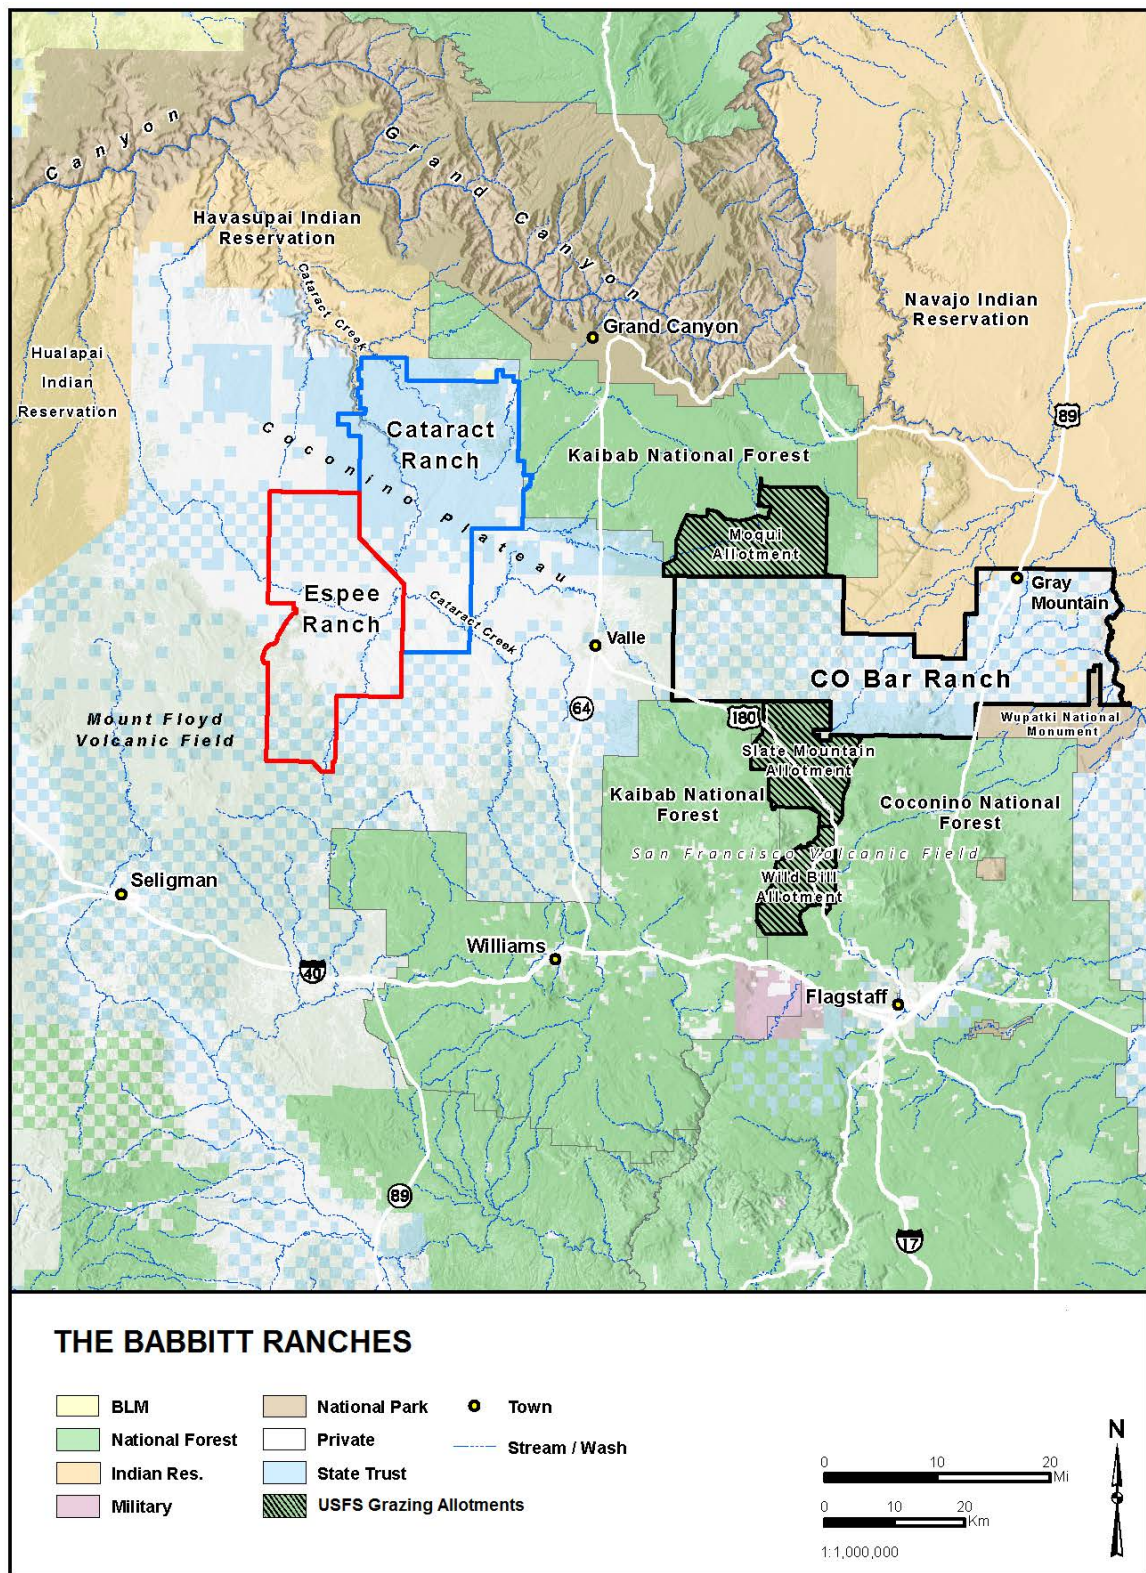 Canyon
Grand Canyon
Havasupai Indian
Reservation
Cataract Creek
Grand Canyon
Navajo Indian
Reservation
Hualapai
Indian
Reservation
89
Cataract
Ranch
Coconino Plateau
Kaibab National Forest
Moqui
Allotment
Espee
Ranch
Gray
Mountain
Cataract Creek
Valle
CO Bar Ranch
64
180
Wupatki National
Monument
Mount Floyd
Volcanic Field
Slate Mountain
Allotment
Kaibab National
Forest
Coconino National
Forest
San Francisco Volcanic Field
Wild Bill
Allotment
Seligman
Williams
40
Flagstaff
89
17
THE BABBITT RANCHES
BLM
National Forest
Indian Res.
Military
National Park
Private
State Trust
USFS Grazing Allotments
Town
Stream / Wash
N
0 10 20
Mi
0 10 20
Km
1:1,000,000